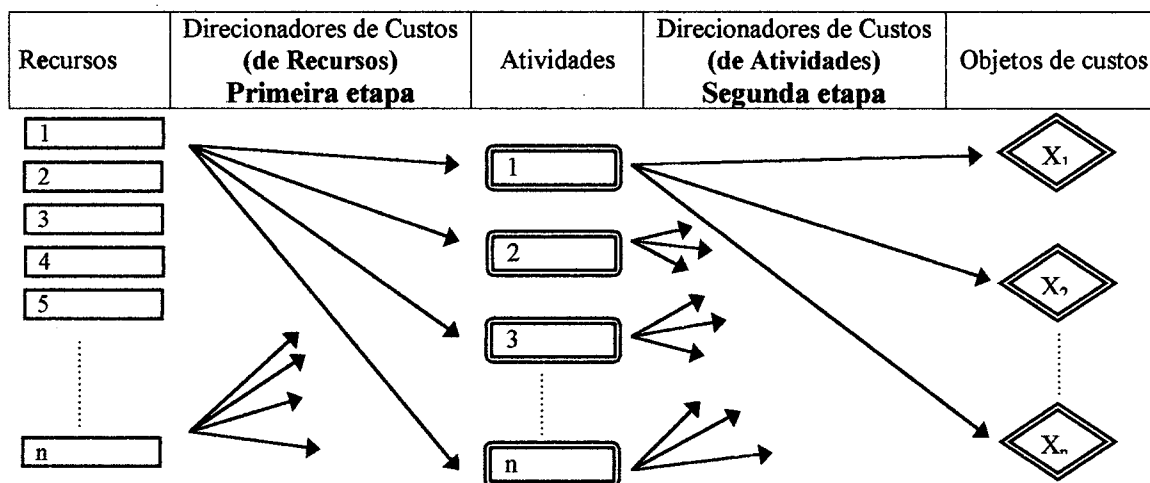 Recursos
Direcionadores de Custos
(de Recursos)
Primeira etapa
Atividades
Direcionadores de Custos
(de Atividades)
Segunda etapa
Objetos de custos
1
2
3
4
5
n
1
2
3
n
X₁
X₂
Xₙ